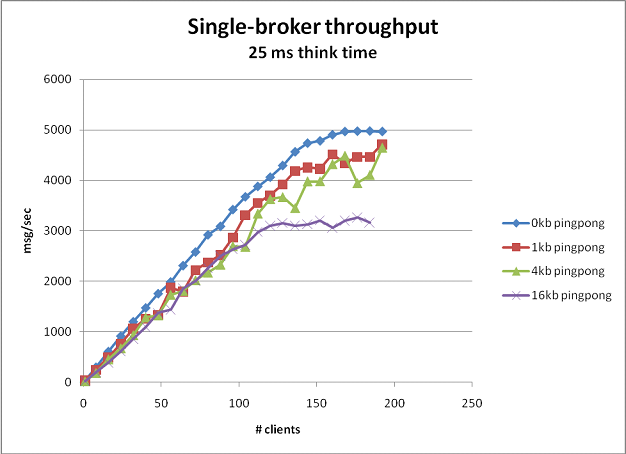 Single-broker throughput
25 ms think time
6000
5000
4000
3000
2000
1000
0
msg/sec
0
50
100
150
200
250
# clients
0kb pingpong
1kb pingpong
4kb pingpong
16kb pingpong